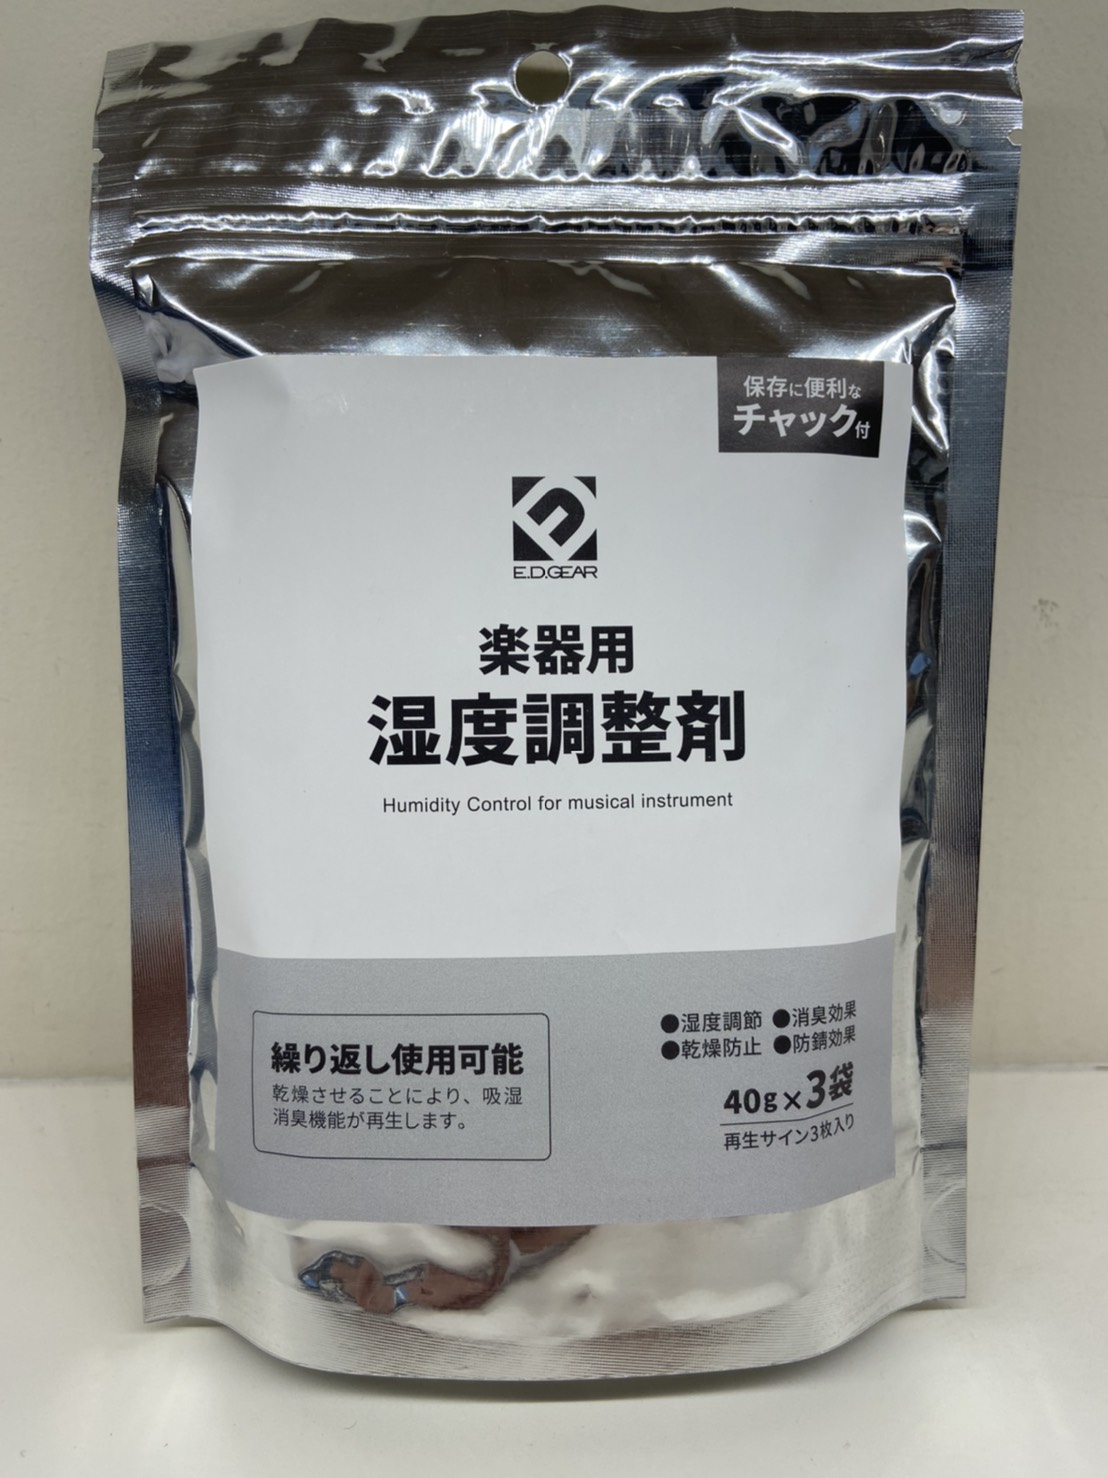 保存に便利な
チャック付
E.D.GEAR
楽器用
湿度調整剤
Humidity Control for musical instrument
繰り返し使用可能
乾燥させることにより、吸湿
消臭機能が再生します。
●湿度調節 ●消臭効果
●乾燥防止 ●防錆効果
40g×3袋
再生サイン3枚入り